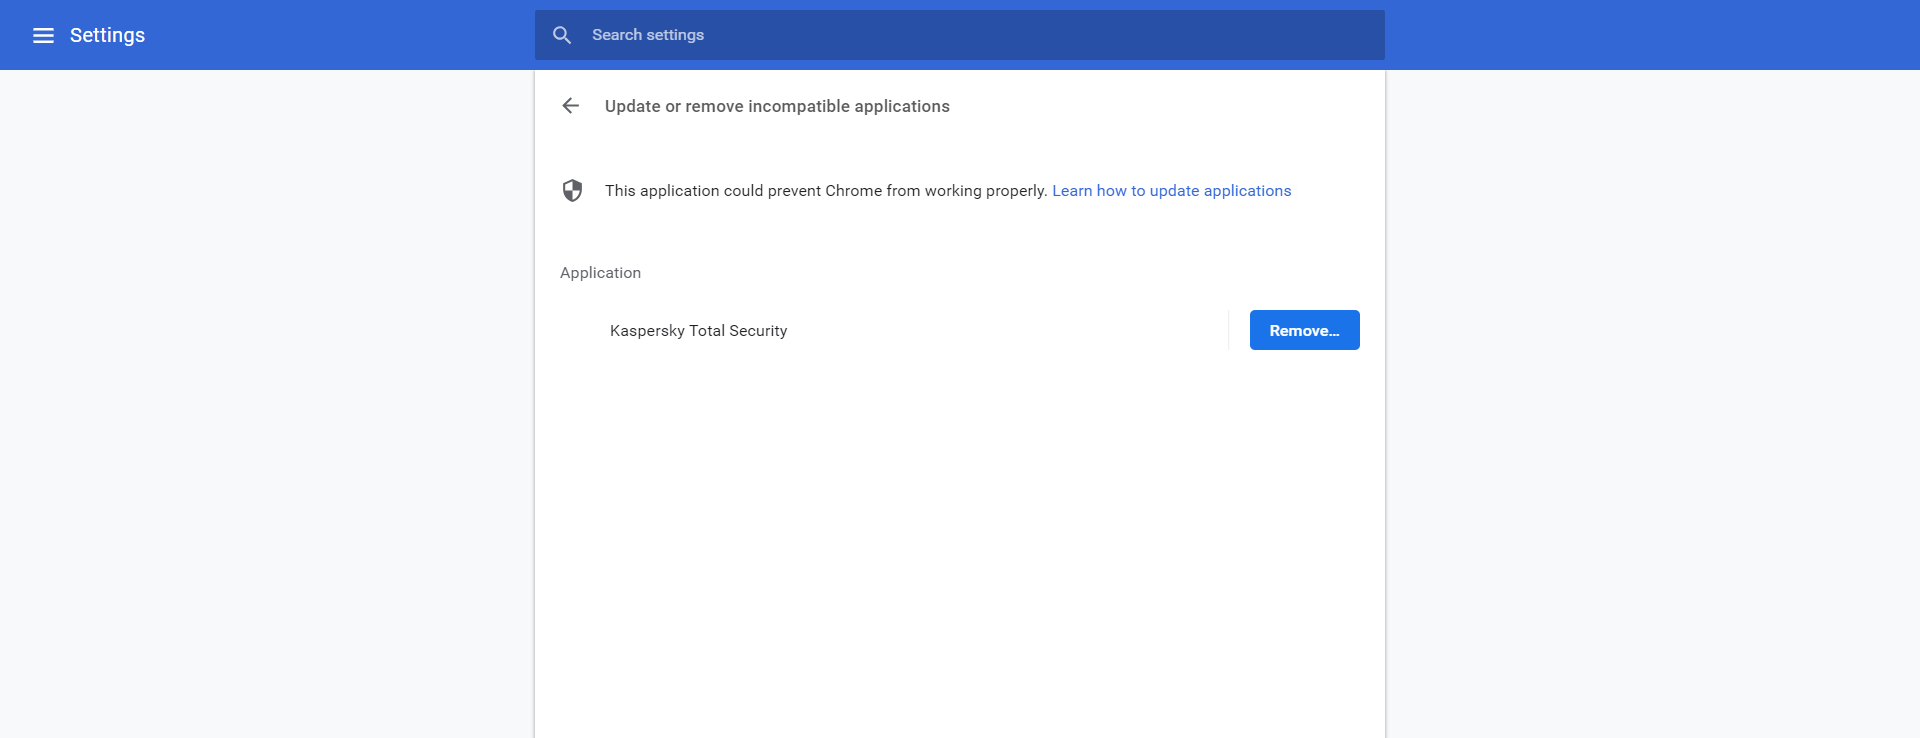 Settings
Search settings
Update or remove incompatible applications
This application could prevent Chrome from working properly. Learn how to update applications
Application
Kaspersky Total Security
Remove...